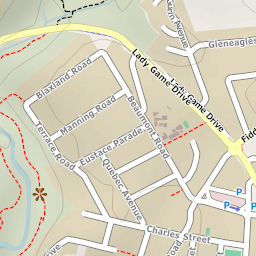 Gleneagles
Lady Game Drive
Lady Game Drive
Blaxland Road
Manning Road
Beaumont Road
Terrace Road
Eustace Parade
Quebec Avenue
Charles Street
Road
P
P
P